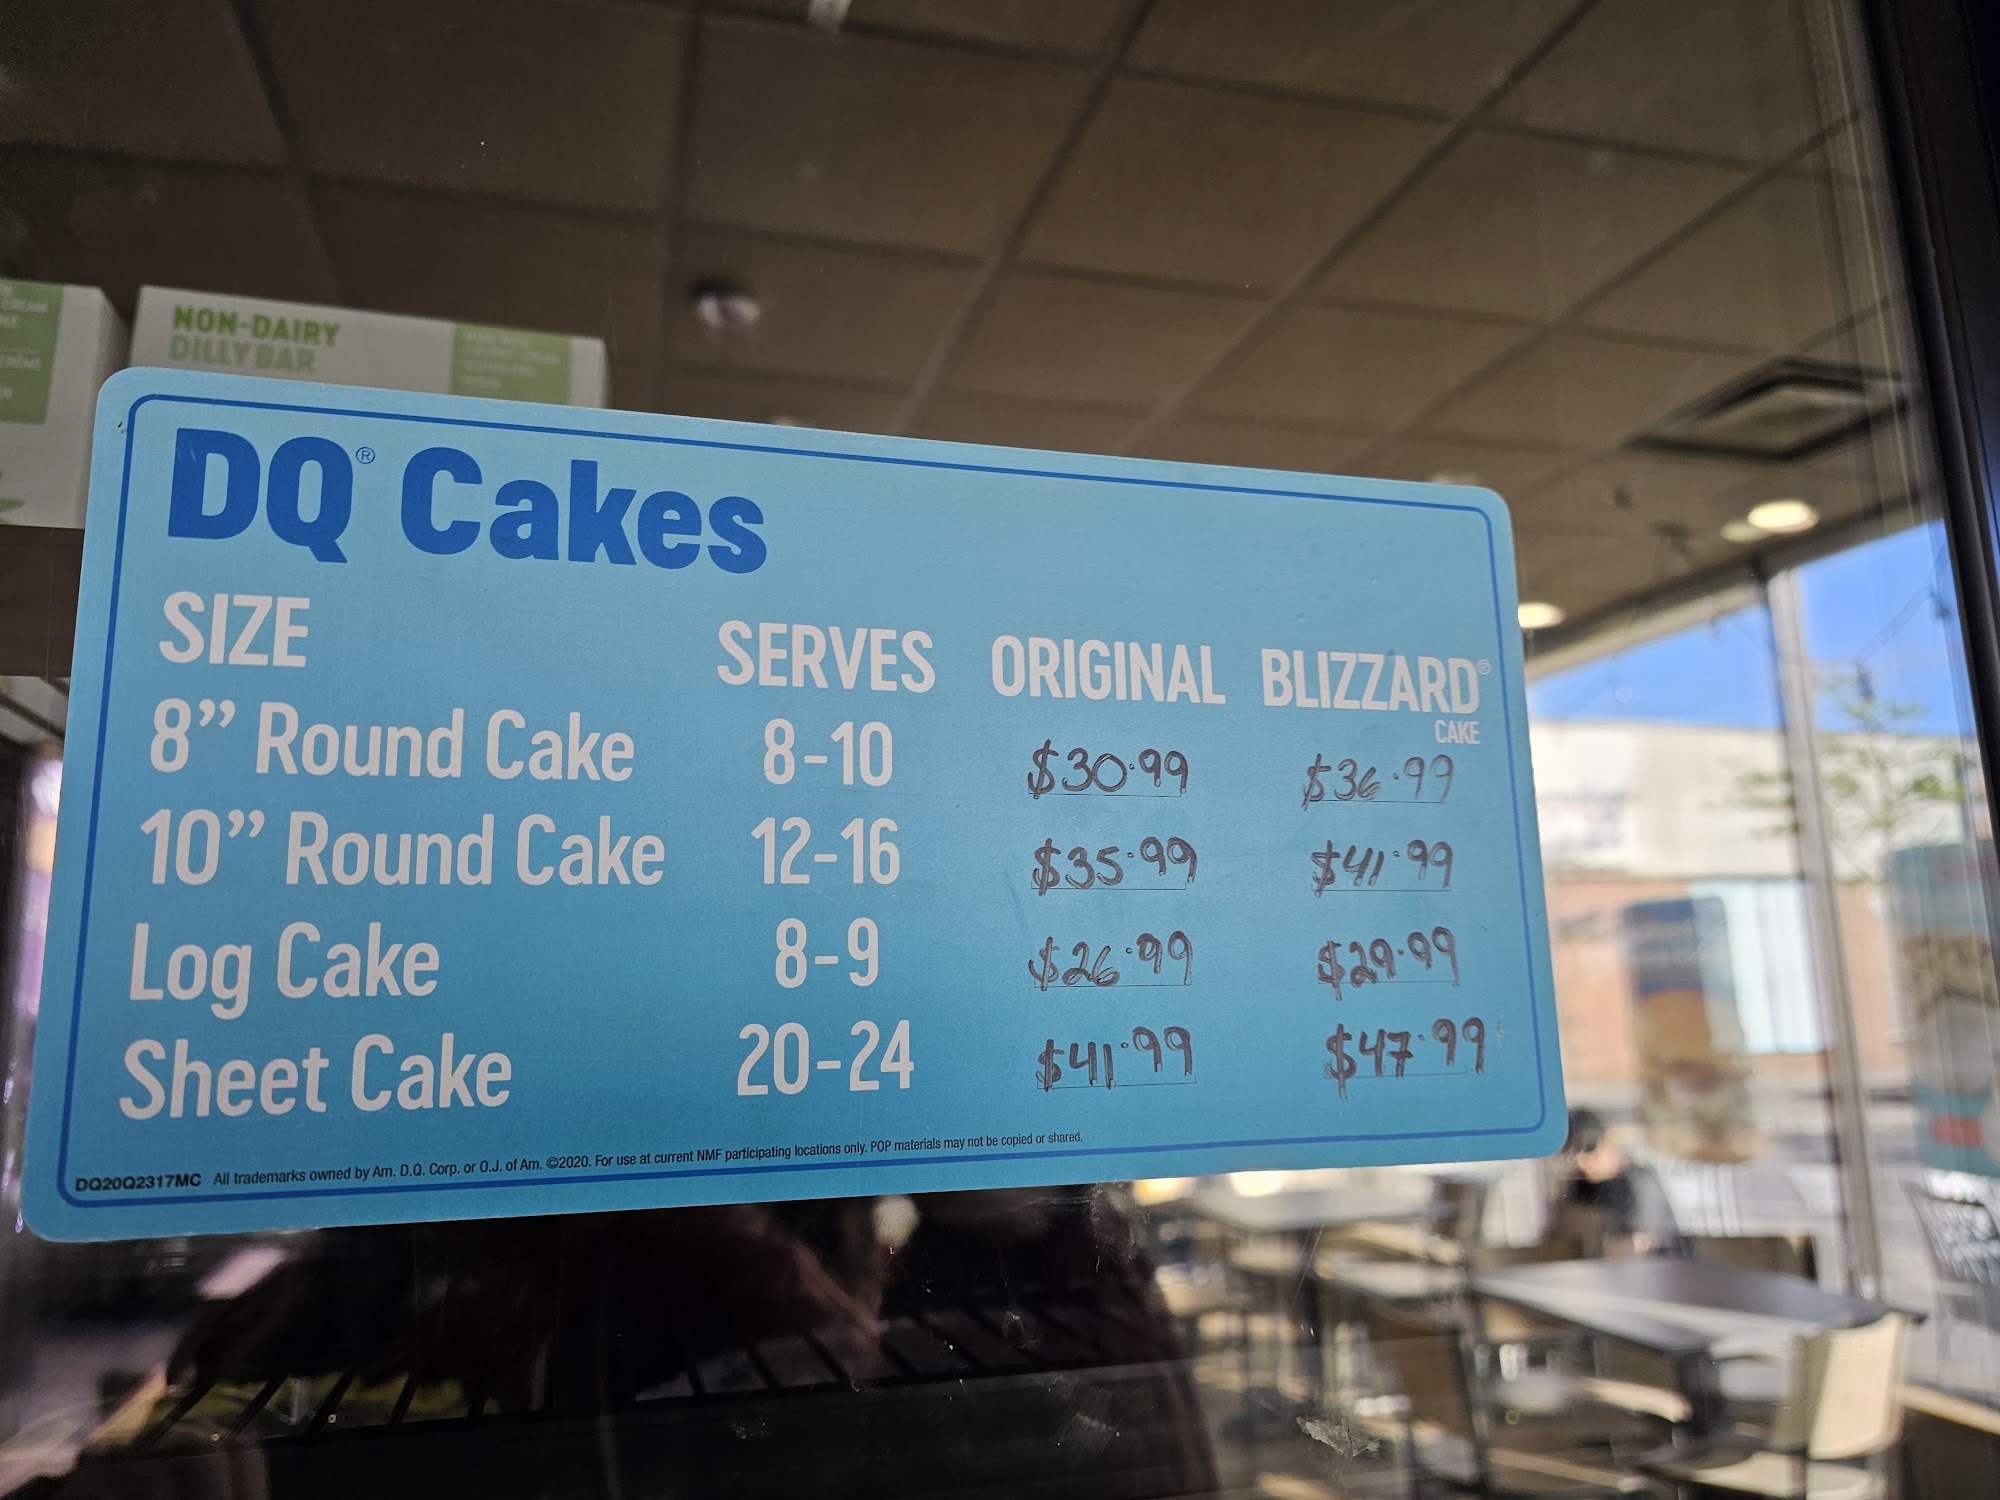 NON-DAIRY
DILLY BAR
DQ® Cakes
SIZE SERVES ORIGINAL BLIZZARD®
CAKE
8” Round Cake 8-10 $30.99 $36.99
10” Round Cake 12-16 $35.99 $41.99
Log Cake 8-9 $26.99 $29.99
Sheet Cake 20-24 $41.99 $47.99
DQ20Q2317MC All trademarks owned by Am. D.Q. Corp. or O.J. of Am. ©2020. For use at current NMF participating locations only. POP materials may not be copied or shared.